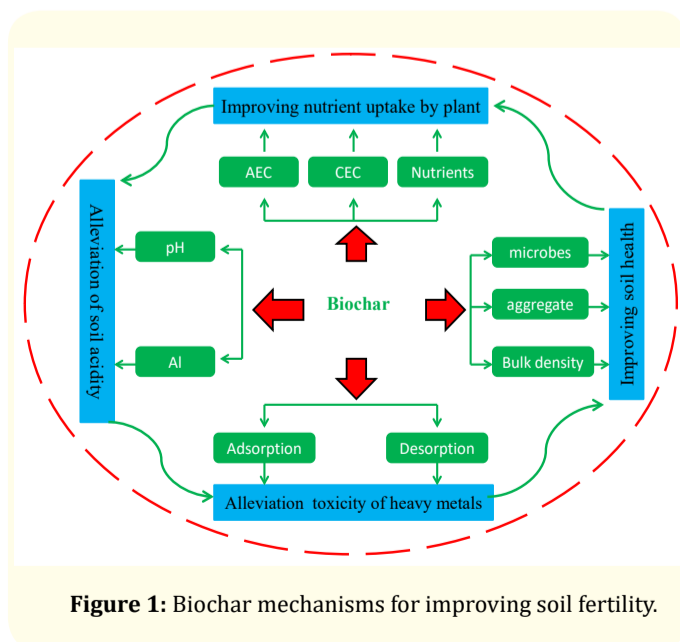 Improving nutrient uptake by plant
AEC
CEC
Nutrients
Alleviation of soil acidity
pH
Al
Biochar
microbes
aggregate
Bulk density
Improving soil health
Adsorption
Desorption
Alleviation toxicity of heavy metals
Figure 1: Biochar mechanisms for improving soil fertility.